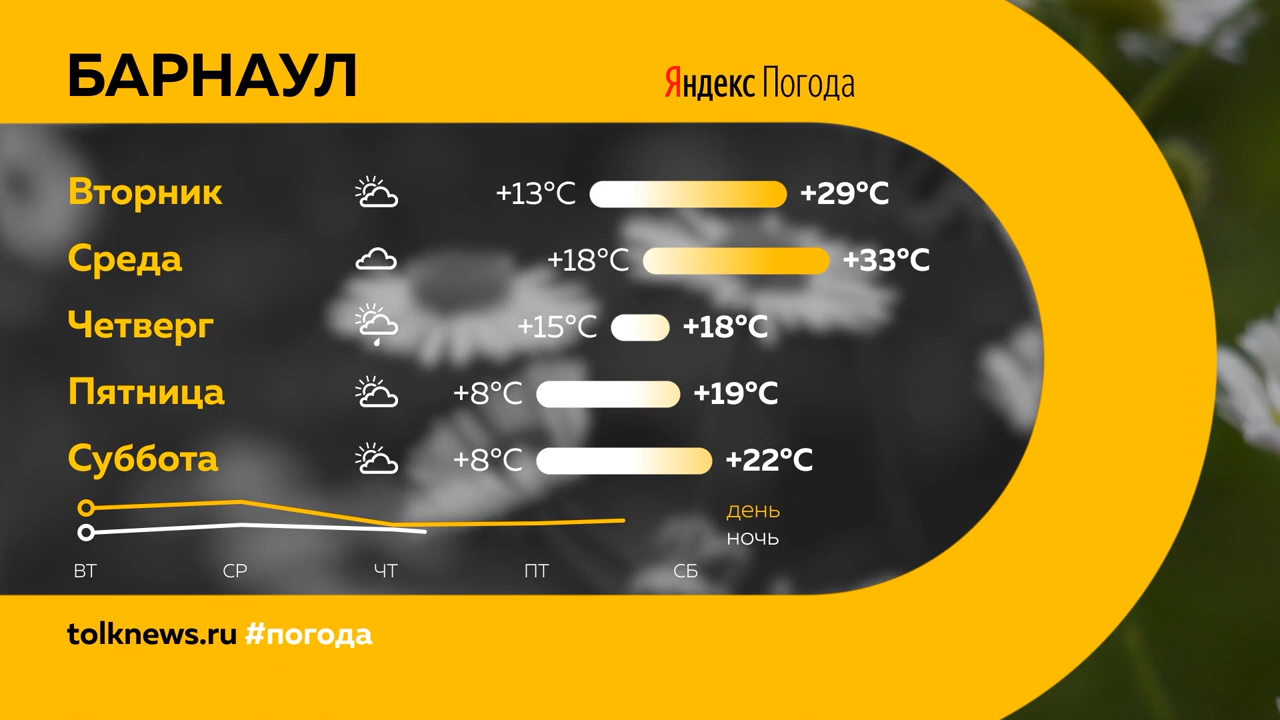 БАРНАУЛ
Яндекс Погода
Вторник +13°C +29°C
Среда +18°C +33°C
Четверг +15°C +18°C
Пятница +8°C +19°C
Суббота +8°C +22°C
день
ночь
ВТ СР ЧТ ПТ СБ
tolknews.ru #погода